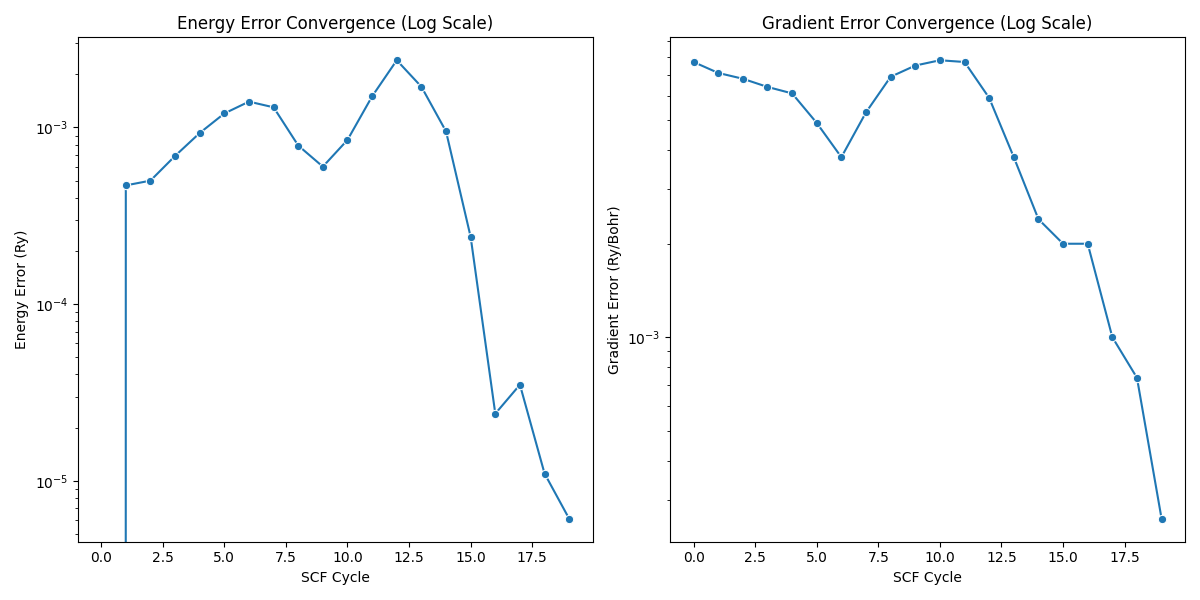 Energy Error Convergence (Log Scale)
Energy Error (Ry)
10⁻³
10⁻⁴
10⁻⁵
0.0 2.5 5.0 7.5 10.0 12.5 15.0 17.5
SCF Cycle
Gradient Error Convergence (Log Scale)
Gradient Error (Ry/Bohr)
10⁻³
0.0 2.5 5.0 7.5 10.0 12.5 15.0 17.5
SCF Cycle